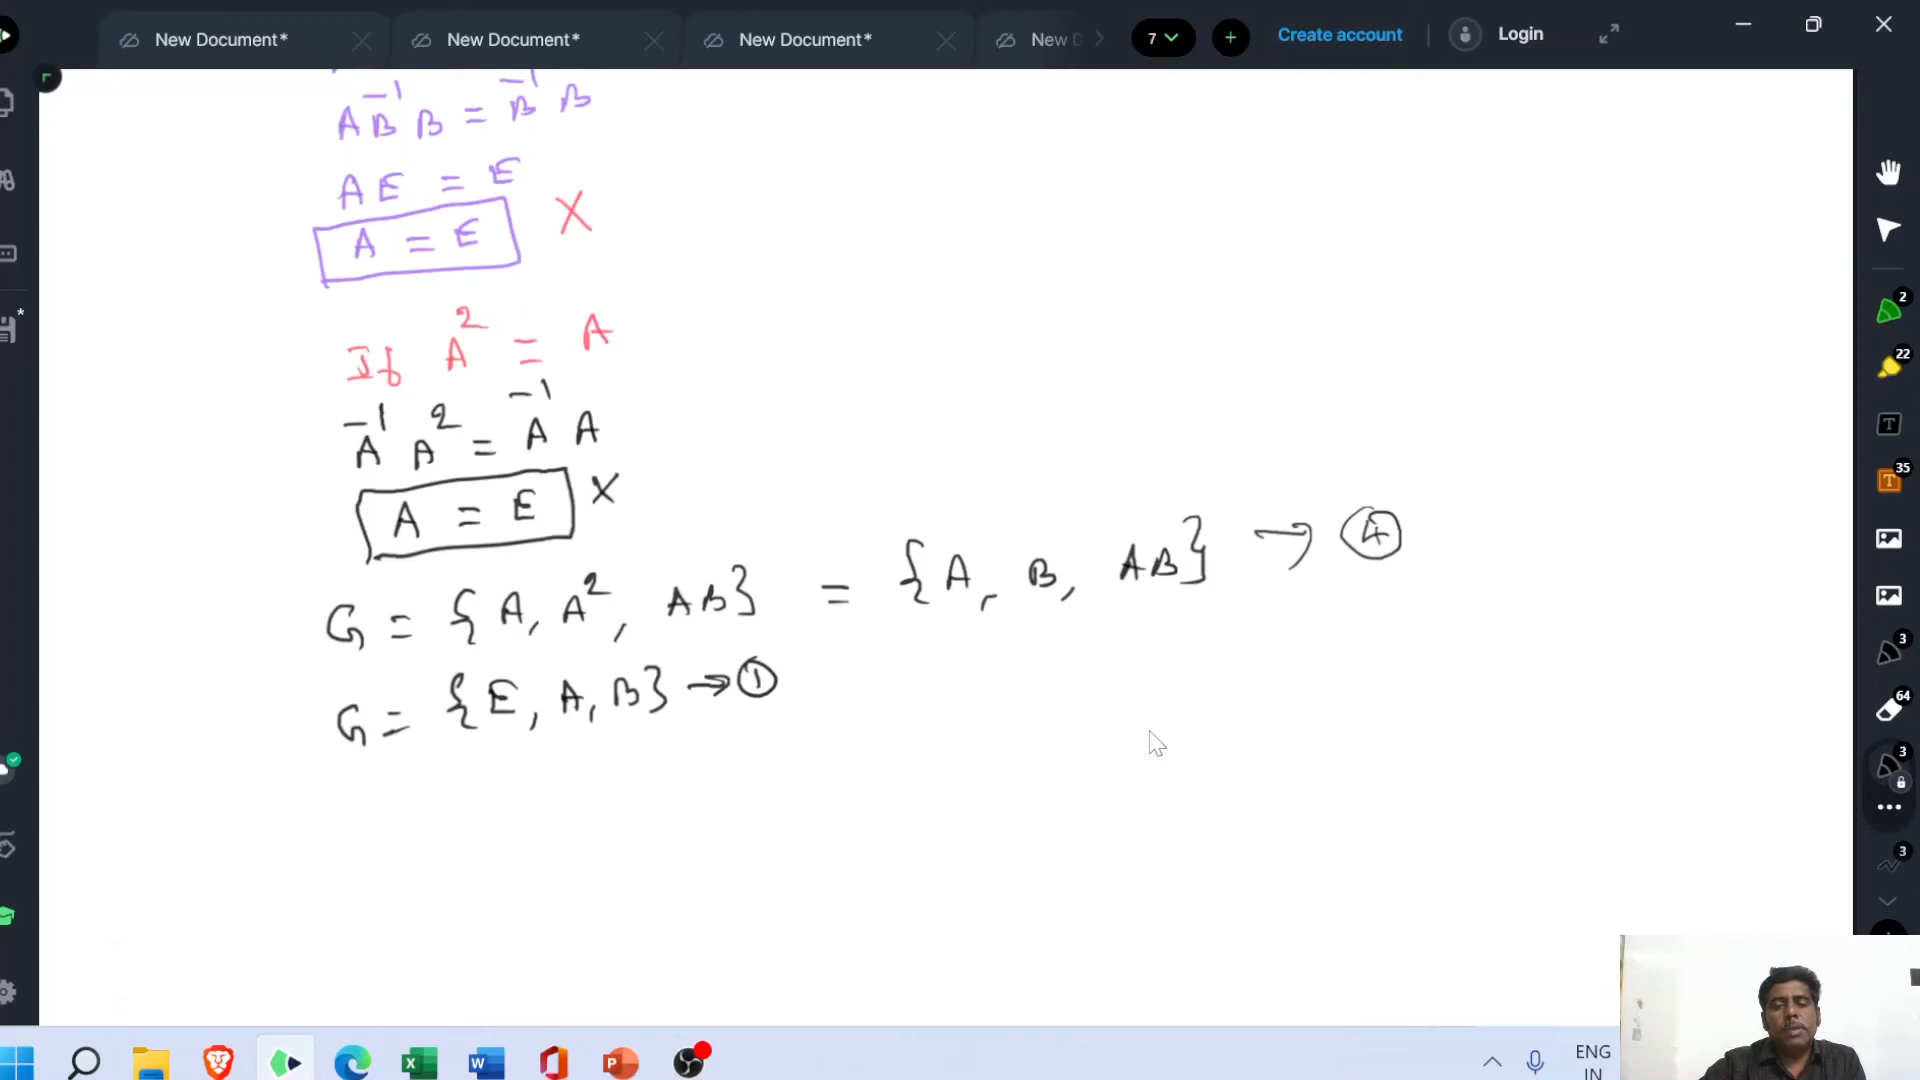 New Document*
New Document*
New Document*
New D
7
Create account
Login
A B⁻¹ B = B⁻¹ B
A E = E
A = E X
If A² = A
A⁻¹ A² = A⁻¹ A
A = E X
G = {A, A², AB} = {A, B, AB} → ④
G = {E, A, B} → ①
2
22
T
35
T
3
64
3
3
ENG
IN